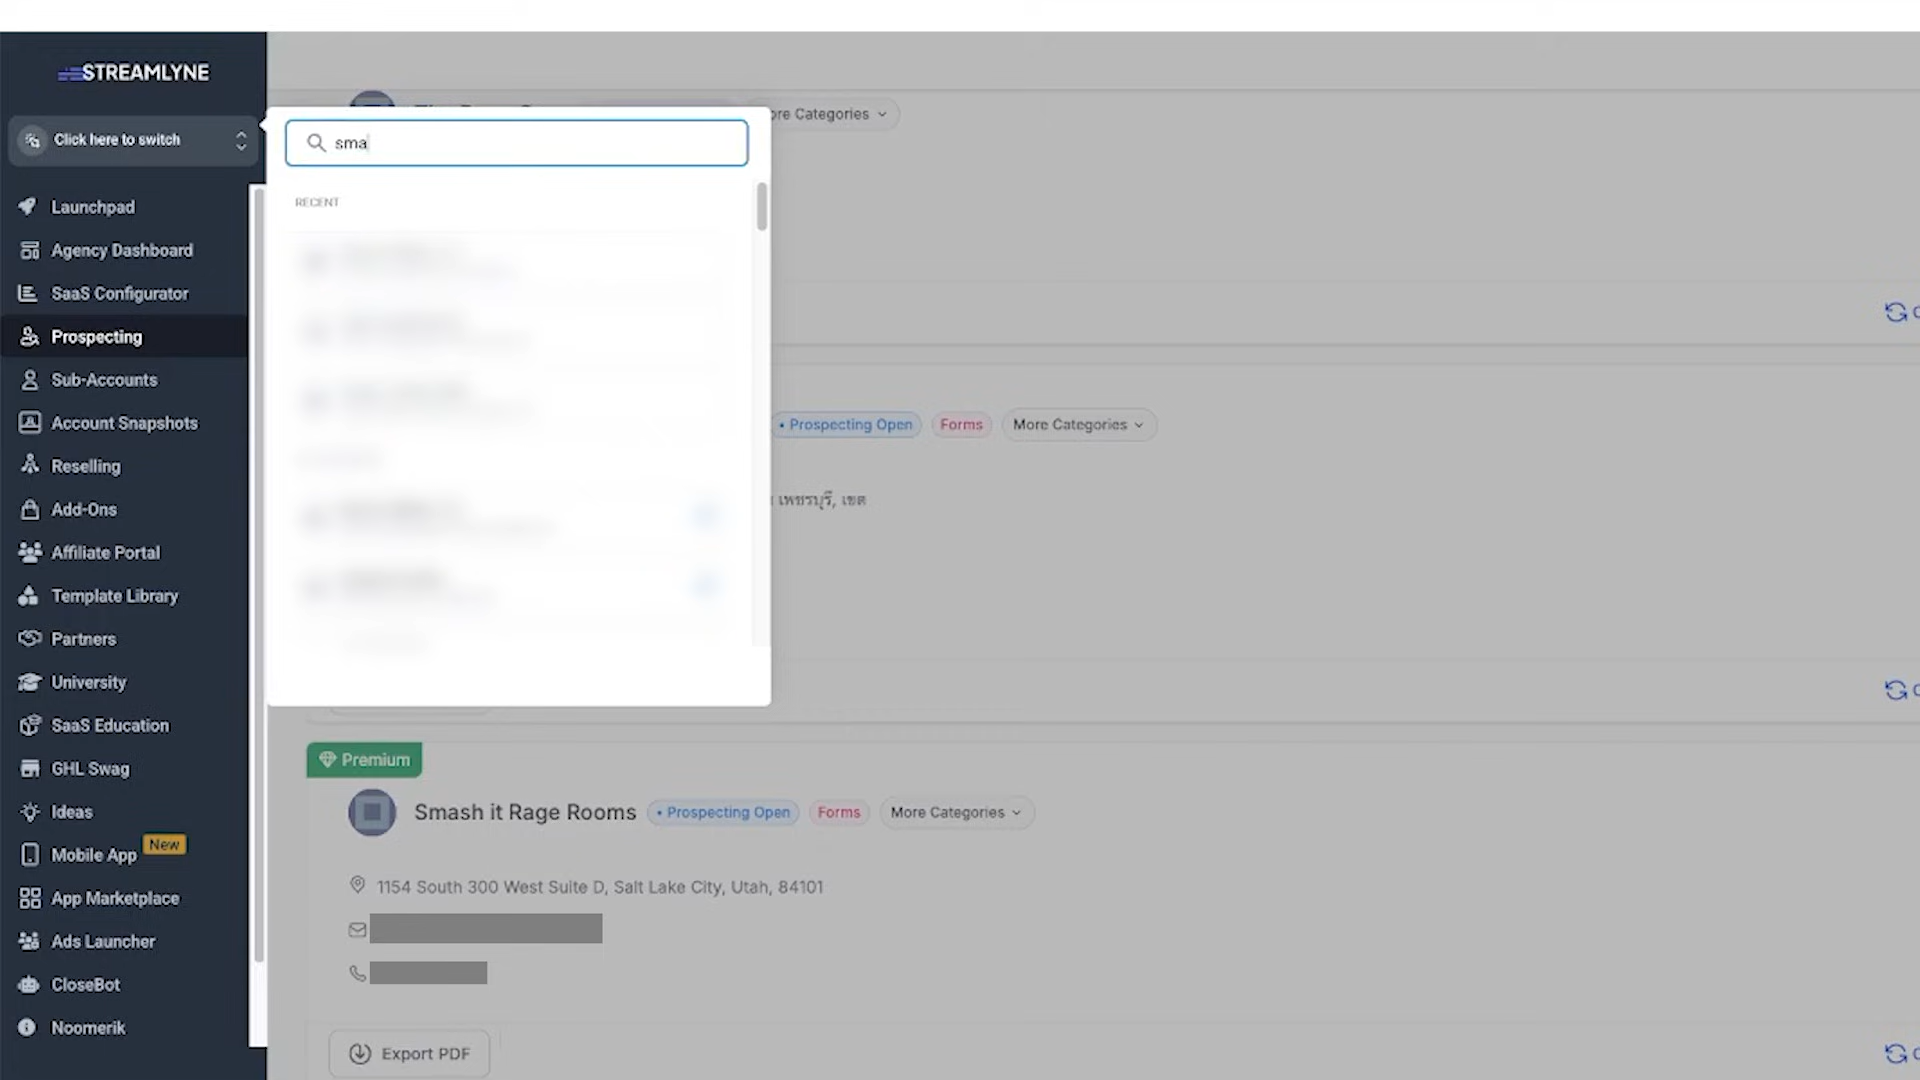 STREAMLYNE
Click here to switch
Launchpad
Agency Dashboard
SaaS Configurator
Prospecting
Sub-Accounts
Account Snapshots
Reselling
Add-Ons
Affiliate Portal
Template Library
Partners
University
SaaS Education
GHL Swag
Ideas
Mobile App New
App Marketplace
Ads Launcher
CloseBot
Noomerik
sma
RECENT
Categories
• Prospecting Open Forms More Categories
เพชรบุรี, เขต
Premium
Smash it Rage Rooms • Prospecting Open Forms More Categories
1154 South 300 West Suite D, Salt Lake City, Utah, 84101
Export PDF